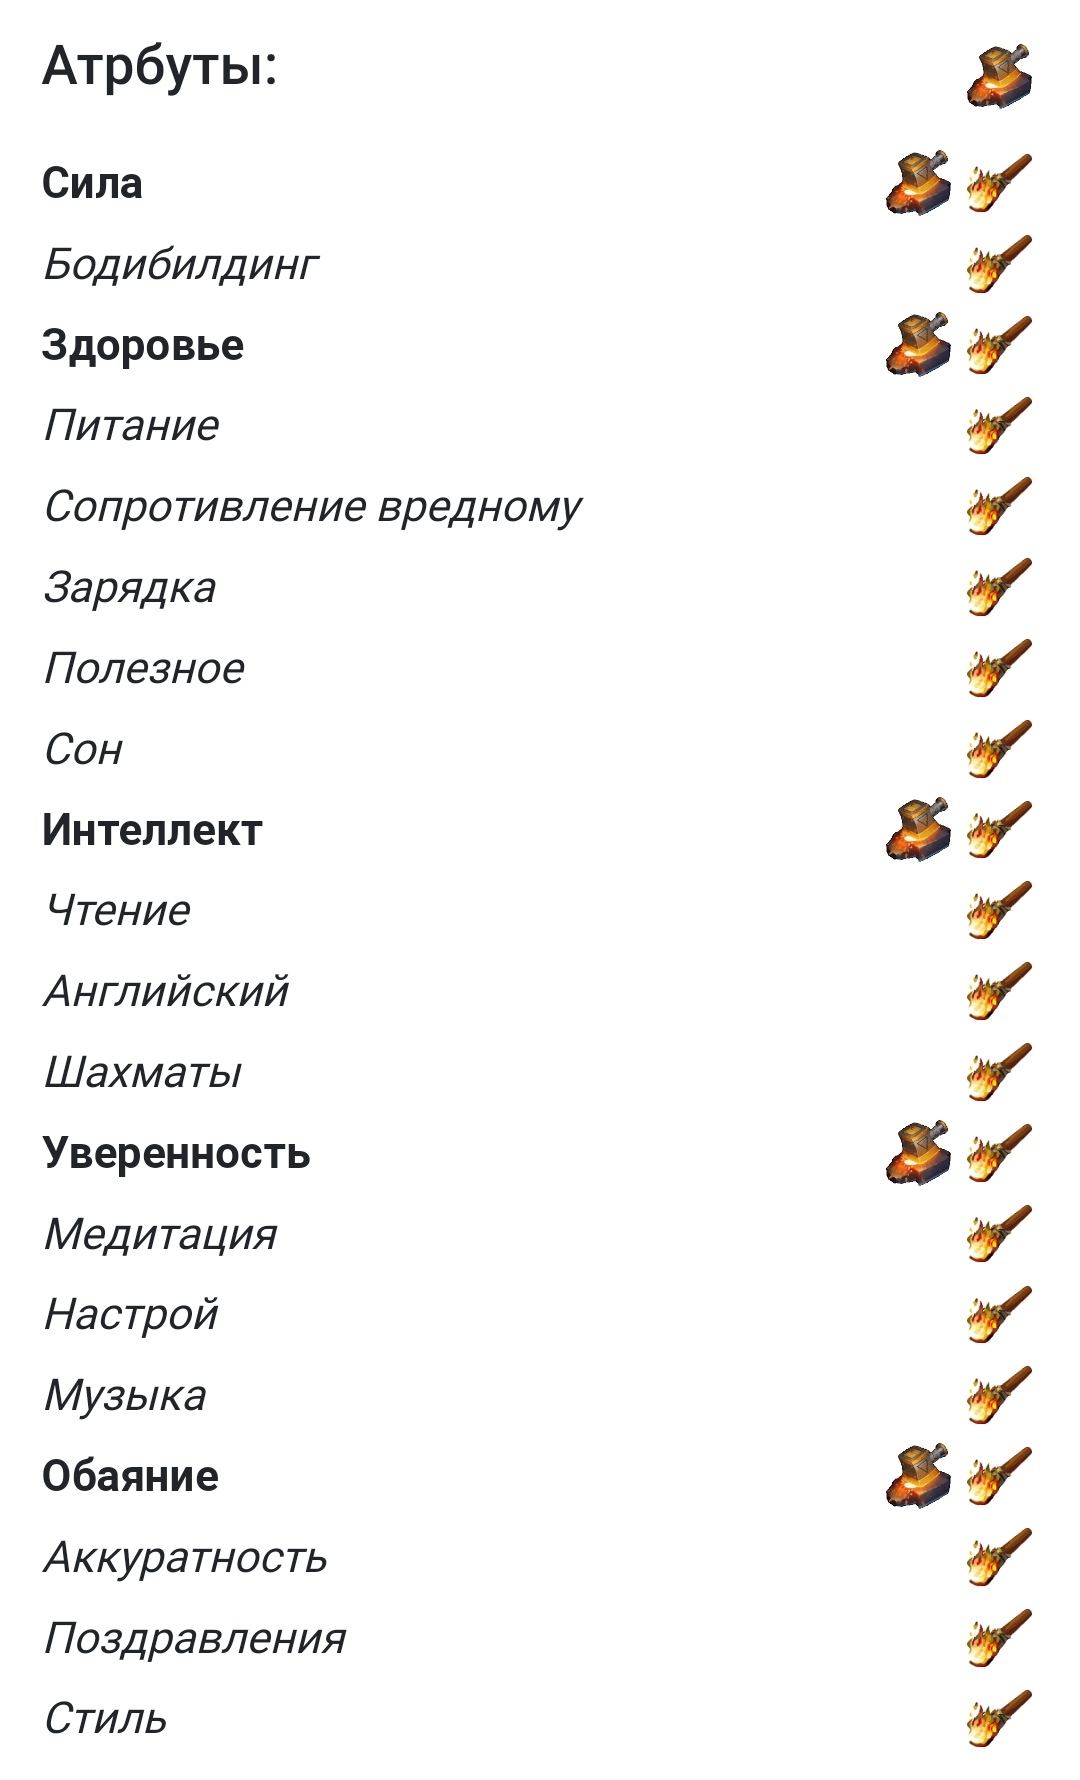 Атрбуты:
Сила
Бодибилдинг
Здоровье
Питание
Сопротивление вредному
Зарядка
Полезное
Сон
Интеллект
Чтение
Английский
Шахматы
Уверенность
Медитация
Настрой
Музыка
Обаяние
Аккуратность
Поздравления
Стиль